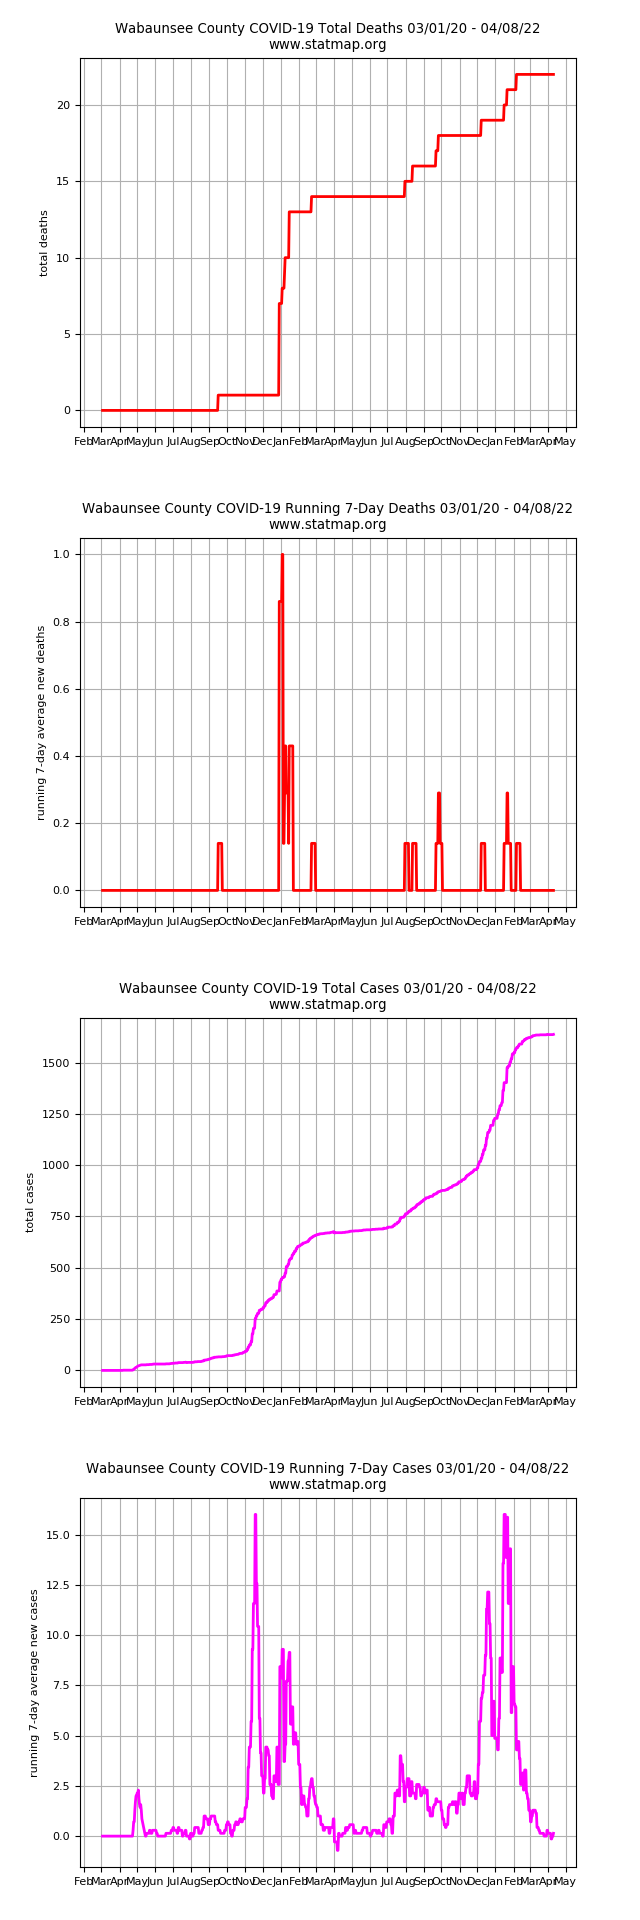 Wabaunsee County COVID-19 Total Deaths 03/01/20 - 04/08/22
www.statmap.org
20
15
10
5
0
total deaths
Feb Mar Apr May Jun Jul Aug Sep Oct Nov Dec Jan Feb Mar Apr May Jun Jul Aug Sep Oct Nov Dec Jan Feb Mar Apr May
Wabaunsee County COVID-19 Running 7-Day Deaths 03/01/20 - 04/08/22
www.statmap.org
1.0
0.8
0.6
0.4
0.2
0.0
running 7-day average new deaths
Feb Mar Apr May Jun Jul Aug Sep Oct Nov Dec Jan Feb Mar Apr May Jun Jul Aug Sep Oct Nov Dec Jan Feb Mar Apr May
Wabaunsee County COVID-19 Total Cases 03/01/20 - 04/08/22
www.statmap.org
1500
1250
1000
750
500
250
0
total cases
Feb Mar Apr May Jun Jul Aug Sep Oct Nov Dec Jan Feb Mar Apr May Jun Jul Aug Sep Oct Nov Dec Jan Feb Mar Apr May
Wabaunsee County COVID-19 Running 7-Day Cases 03/01/20 - 04/08/22
www.statmap.org
15.0
12.5
10.0
7.5
5.0
2.5
0.0
running 7-day average new cases
Feb Mar Apr May Jun Jul Aug Sep Oct Nov Dec Jan Feb Mar Apr May Jun Jul Aug Sep Oct Nov Dec Jan Feb Mar Apr May